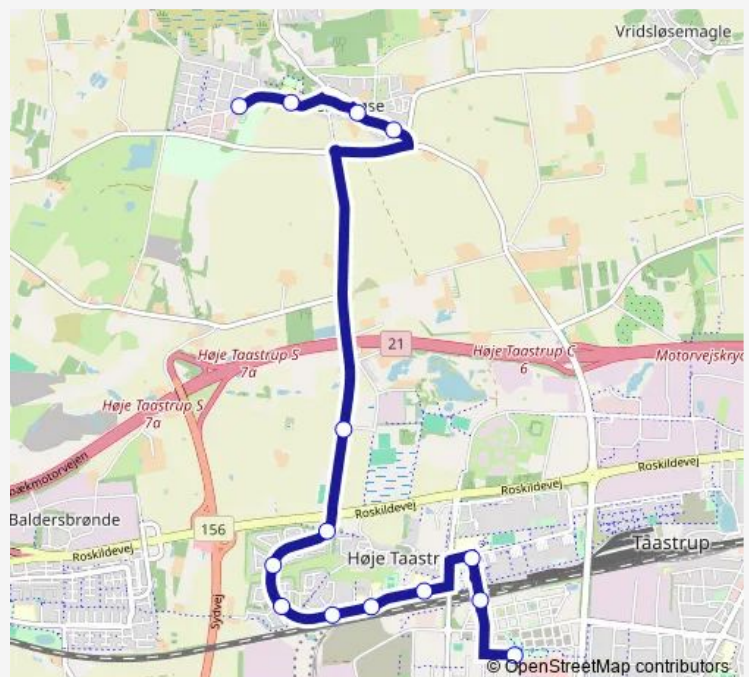 Vridsløsemagle
21
Høje Taastrup S
7a
Høje Taastrup C
6
Høje Taastrup S
7a
Roskildevej
Roskildevej
Roskildevej
Baldersbrønde
156
Roskildevej
Høje Taastr
Taastrup
Sydvej
© OpenStreetMap contributors